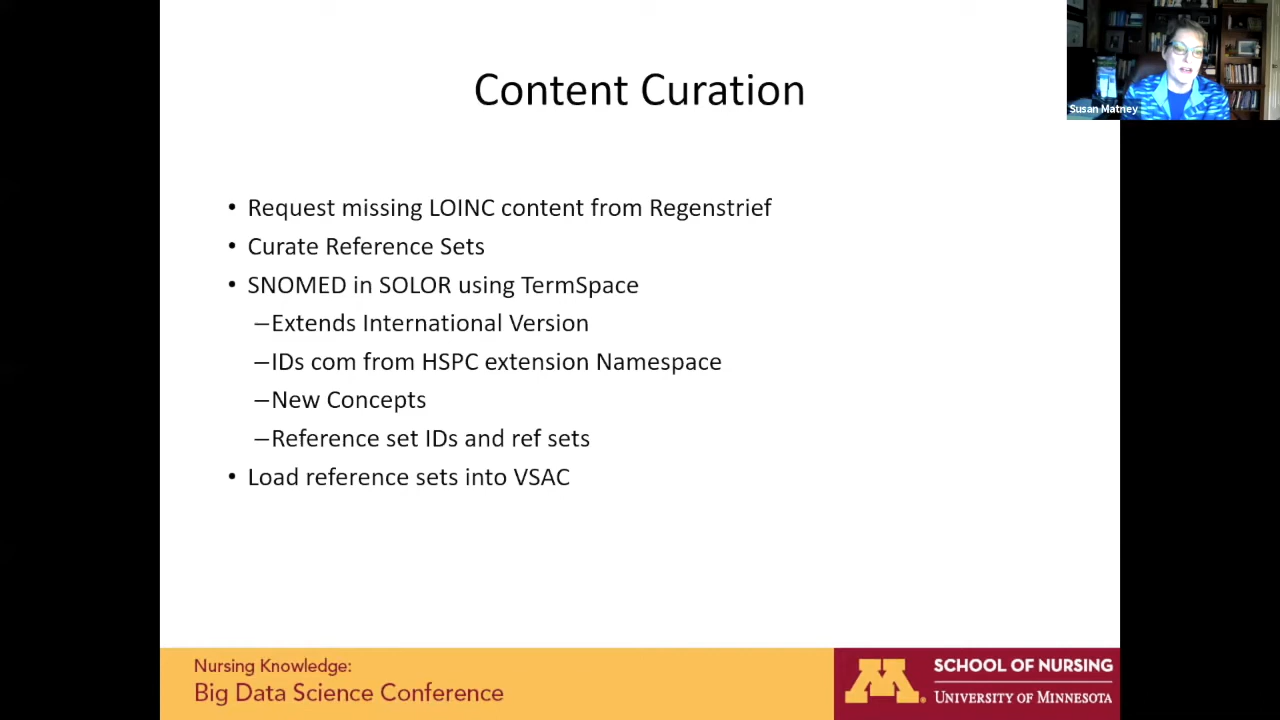 Content Curation
Susan Matney
• Request missing LOINC content from Regenstrief
• Curate Reference Sets
• SNOMED in SOLOR using TermSpace
–Extends International Version
–IDs com from HSPC extension Namespace
–New Concepts
–Reference set IDs and ref sets
• Load reference sets into VSAC
Nursing Knowledge:
Big Data Science Conference
M
SCHOOL OF NURSING
UNIVERSITY OF MINNESOTA